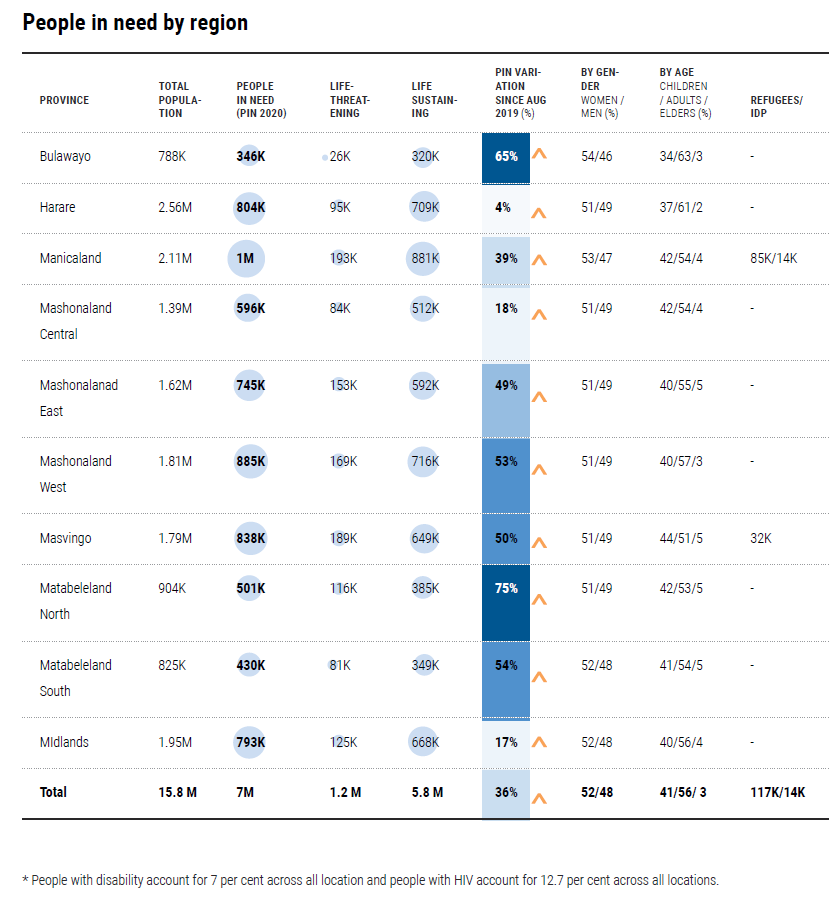 People in need by region
PROVINCE TOTAL POPULA- TION PEOPLE IN NEED (PIN 2020) LIFE- THREAT- ENING LIFE SUSTAIN- ING PIN VARI- ATION SINCE AUG 2019 (%) BY GEN- DER WOMEN / MEN (%) BY AGE CHILDREN / ADULTS / ELDERS (%) REFUGEES/ IDP
Bulawayo 788K 346K 26K 320K 65% 54/46 34/63/3 -
Harare 2.56M 804K 95K 709K 4% 51/49 37/61/2 -
Manicaland 2.11M 1M 193K 881K 39% 53/47 42/54/4 85K/14K
Mashonaland 1.39M 596K 84K 512K 18% 51/49 42/54/4 -
Central
Mashonalanad 1.62M 745K 153K 592K 49% 51/49 40/55/5 -
East
Mashonaland 1.81M 885K 169K 716K 53% 51/49 40/57/3 -
West
Masvingo 1.79M 838K 189K 649K 50% 51/49 44/51/5 32K
Matabeleland 904K 501K 116K 385K 75% 51/49 42/53/5 -
North
Matabeleland 825K 430K 81K 349K 54% 52/48 41/54/5 -
South
MIdlands 1.95M 793K 125K 668K 17% 52/48 40/56/4 -
Total 15.8 M 7M 1.2 M 5.8 M 36% 52/48 41/56/ 3 117K/14K
* People with disability account for 7 per cent across all location and people with HIV account for 12.7 per cent across all locations.